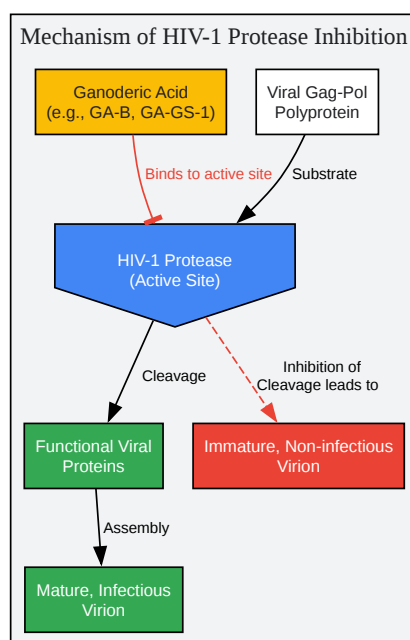 Mechanism of HIV-1 Protease Inhibition
Ganoderic Acid
(e.g., GA-B, GA-GS-1)
Viral Gag-Pol
Polyprotein
Binds to active site
Substrate
HIV-1 Protease
(Active Site)
Cleavage
Inhibition of
Cleavage leads to
Functional Viral
Proteins
Immature, Non-infectious
Virion
Assembly
Mature, Infectious
Virion